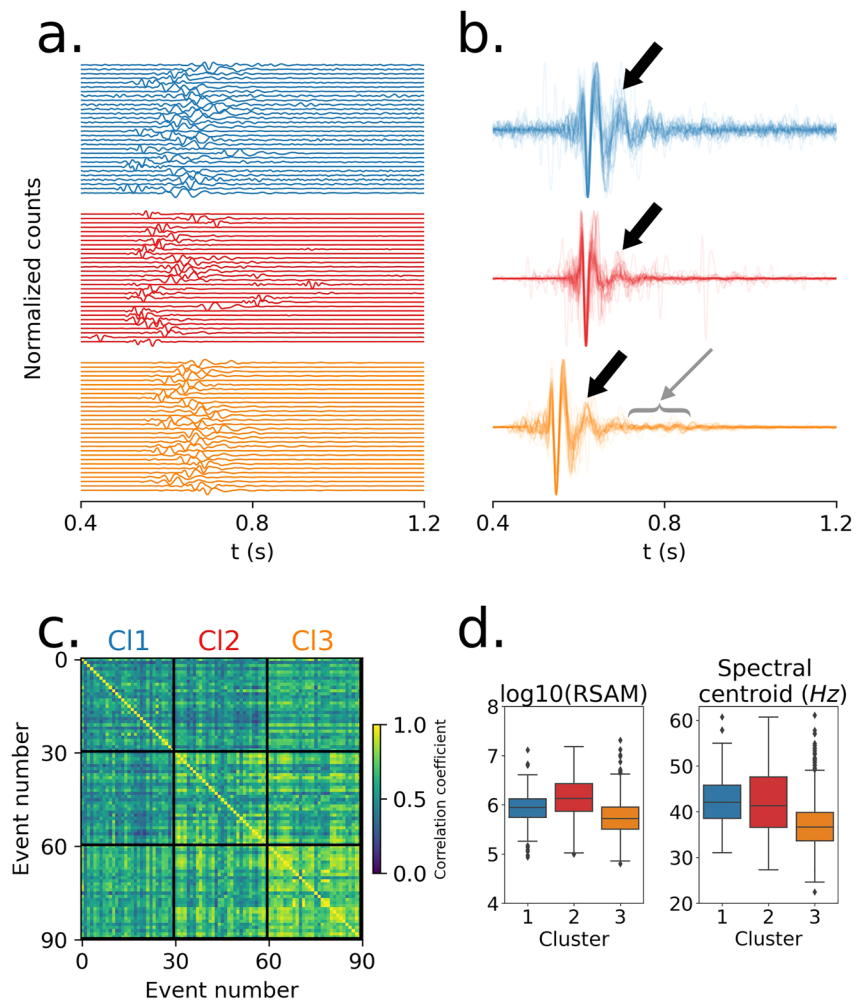 a.
b.
Normalized counts
0.4
0.8
1.2
t (s)
0.4
0.8
1.2
t (s)
c.
Cl1
Cl2
Cl3
0
30
60
90
Event number
0
30
60
90
Event number
1.0
0.5
0.0
Correlation coefficient
d.
log10(RSAM)
8
7
6
5
4
1
2
3
Cluster
Spectral
centroid (Hz)
60
50
40
30
20
1
2
3
Cluster